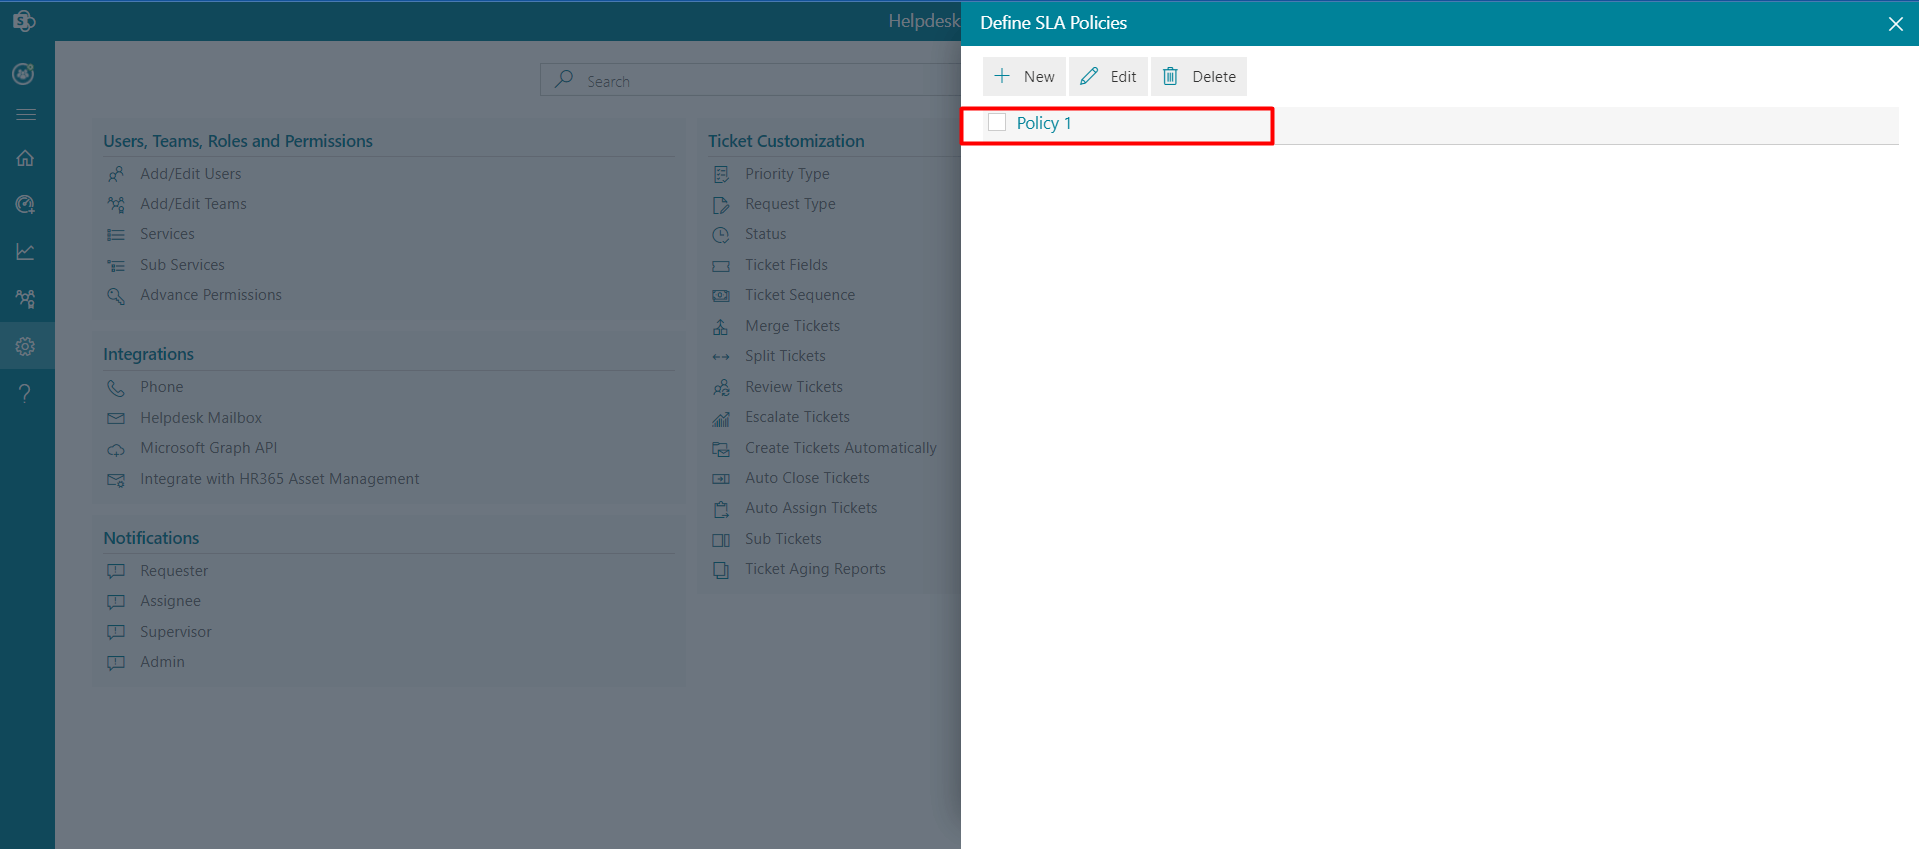 Helpdesk
Search
Users, Teams, Roles and Permissions
Add/Edit Users
Add/Edit Teams
Services
Sub Services
Advance Permissions
Integrations
Phone
Helpdesk Mailbox
Microsoft Graph API
Integrate with HR365 Asset Management
Notifications
Requester
Assignee
Supervisor
Admin
Ticket Customization
Priority Type
Request Type
Status
Ticket Fields
Ticket Sequence
Merge Tickets
Split Tickets
Review Tickets
Escalate Tickets
Create Tickets Automatically
Auto Close Tickets
Auto Assign Tickets
Sub Tickets
Ticket Aging Reports
Define SLA Policies
New Edit Delete
Policy 1